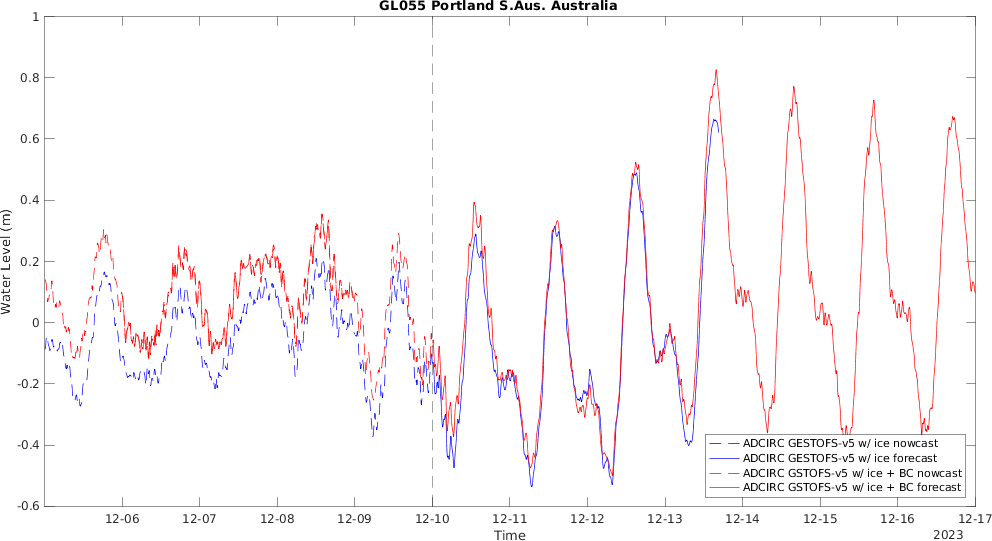 GL055 Portland S.Aus. Australia
1
0.8
0.6
0.4
0.2
0
-0.2
-0.4
-0.6
Water Level (m)
ADCIRC GESTOFS-v5 w/ ice nowcast
ADCIRC GESTOFS-v5 w/ ice forecast
ADCIRC GSTOFS-v5 w/ ice + BC nowcast
ADCIRC GSTOFS-v5 w/ ice + BC forecast
12-06 12-07 12-08 12-09 12-10 12-11 12-12 12-13 12-14 12-15 12-16 12-17
Time
2023